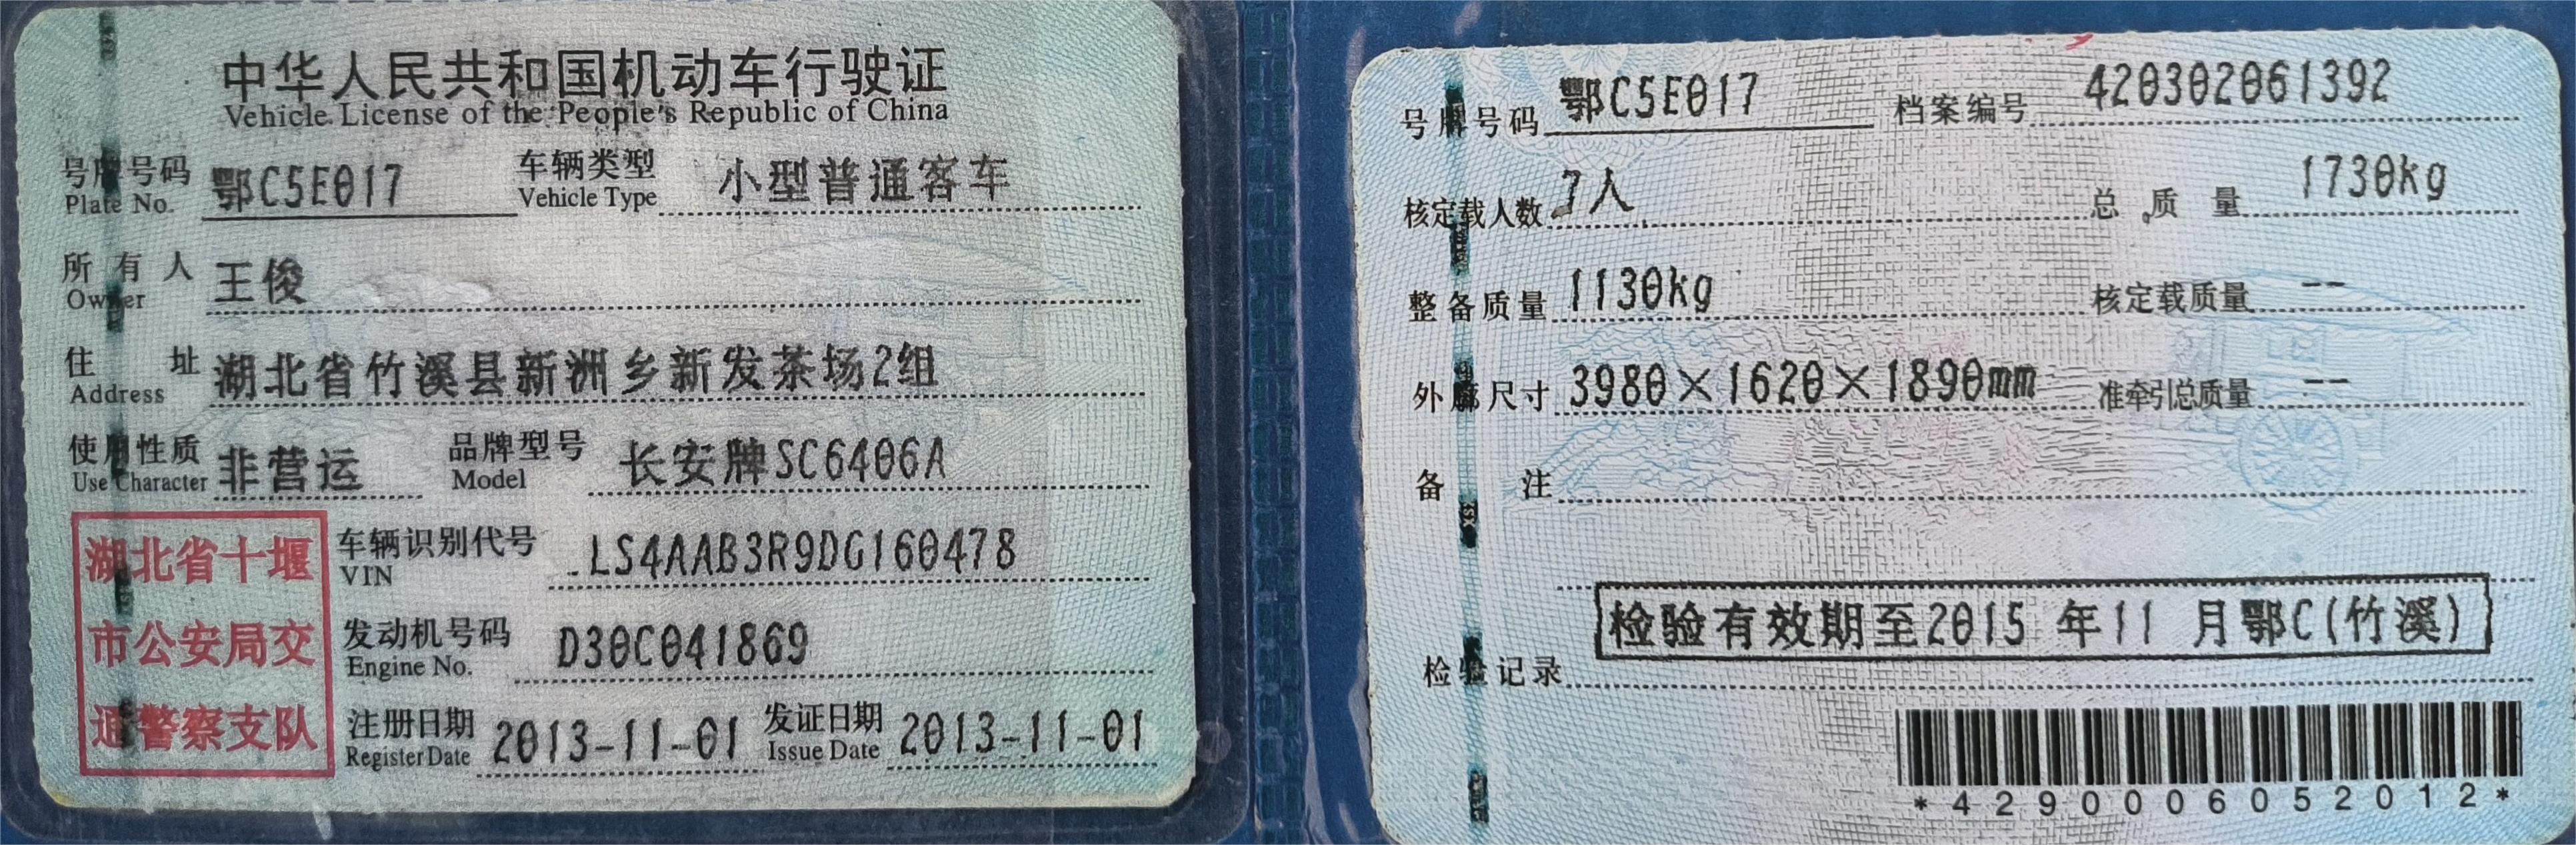 中华人民共和国机动车行驶证
Vehicle License of the People's Republic of China
号牌号码 鄂C5E017 车辆类型 小型普通客车
Plate No. Vehicle Type
所有人 王俊
Owner
住址 湖北省竹溪县新洲乡新发茶场2组
Address
使用性质 非营运 品牌型号 长安牌SC6406A
Use Character Model
湖北省十堰
市公安局交
通警察支队
车辆识别代号 LS4AAB3R9DG160478
VIN
发动机号码 D30C041869
Engine No.
注册日期 2013-11-01 发证日期 2013-11-01
Register Date Issue Date
号牌号码 鄂C5E017 档案编号 420302061392
核定载人数 7人 总质量 1730kg
整备质量 1130kg 核定载质量 --
外廓尺寸 3980×1620×1890mm 准牵引总质量 --
备注
检验有效期至2015 年11 月鄂C(竹溪)
检验记录
*4290006052012*